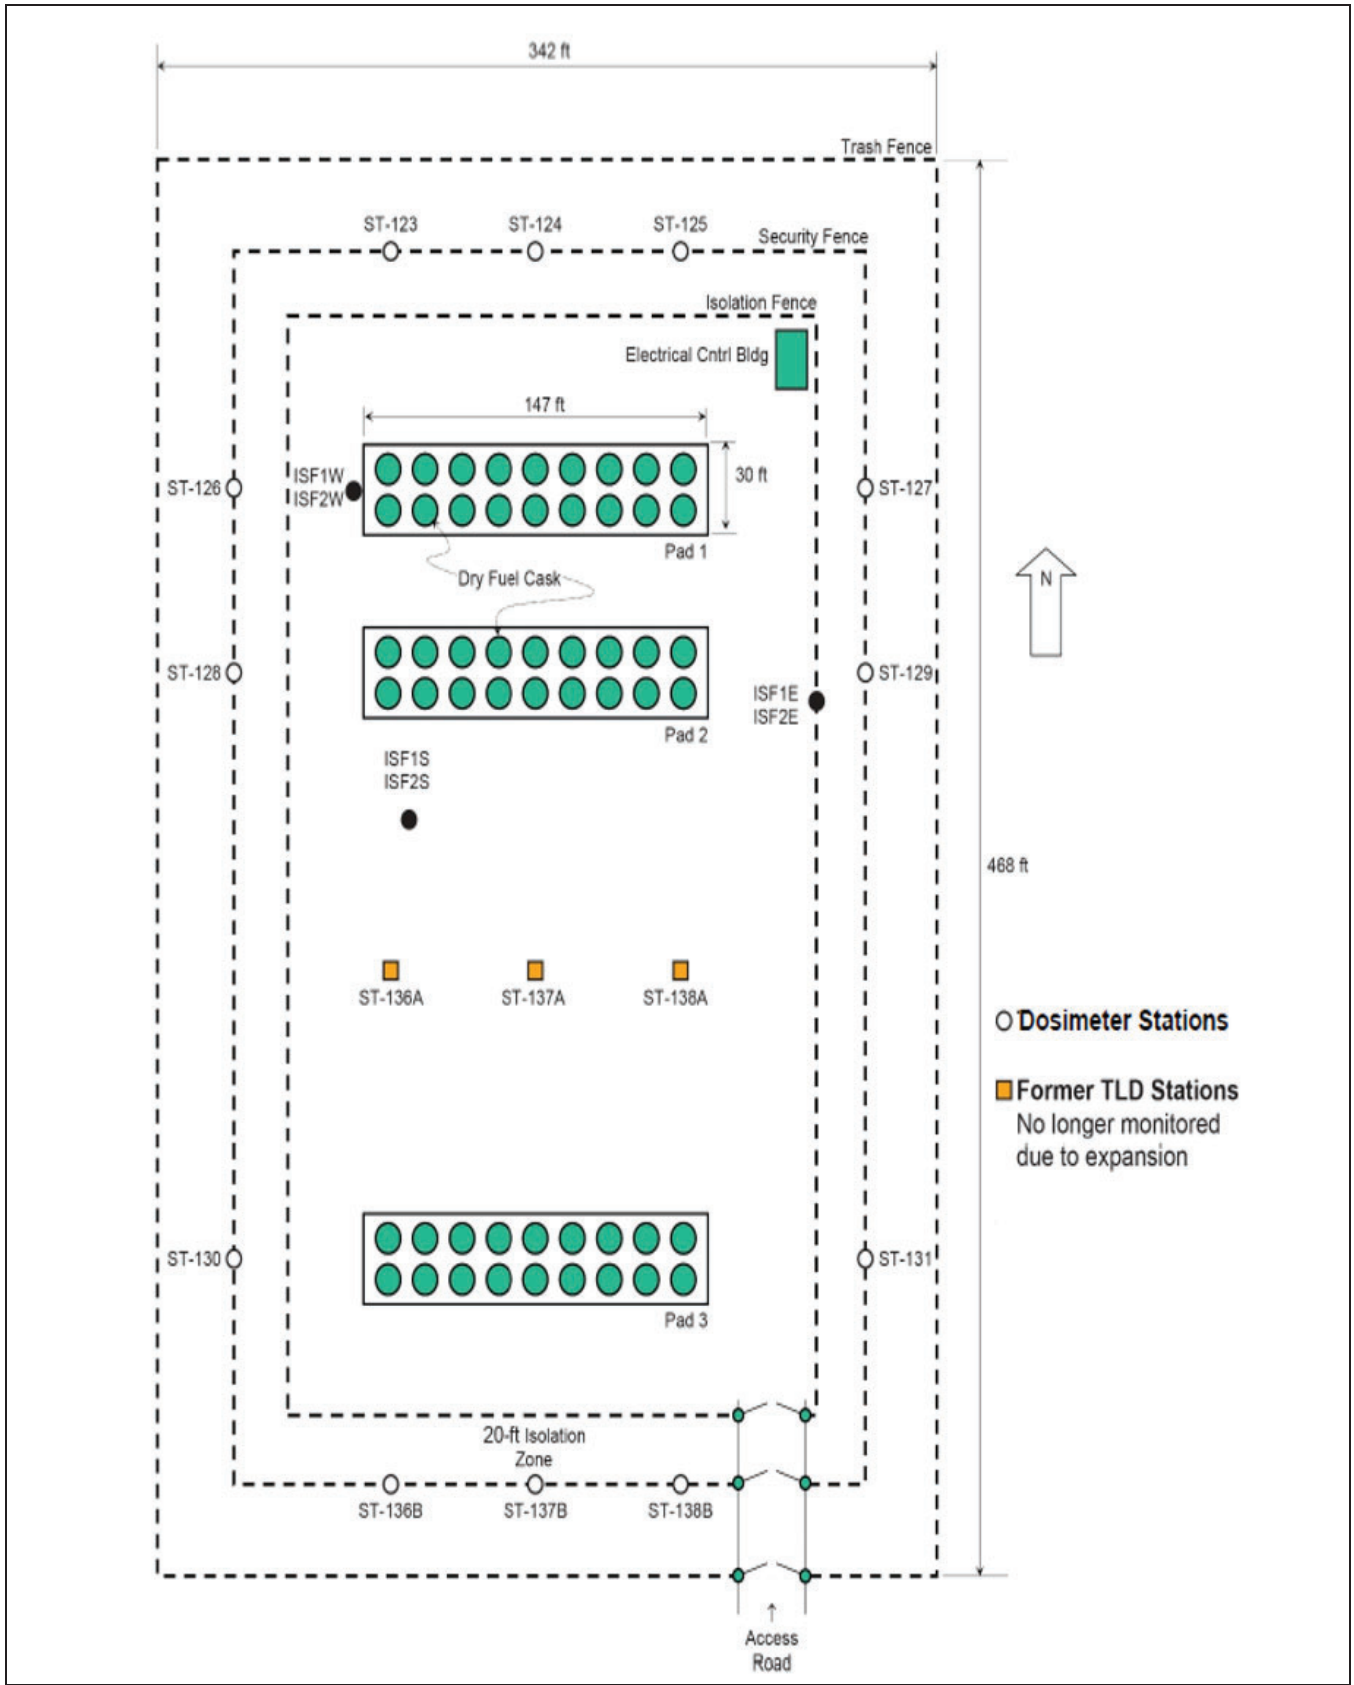 342 ft
Trash Fence
ST-123
ST-124
ST-125
Security Fence
Isolation Fence
Electrical Cntrl Bldg
147 ft
30 ft
ISF1W
ISF2W
ST-126
ST-127
Pad 1
Dry Fuel Cask
N
ST-128
ST-129
ISF1E
ISF2E
Pad 2
ISF1S
ISF2S
468 ft
ST-136A
ST-137A
ST-138A
Dosimeter Stations
Former TLD Stations
No longer monitored
due to expansion
ST-130
ST-131
Pad 3
20-ft Isolation
Zone
ST-136B
ST-137B
ST-138B
Access
Road